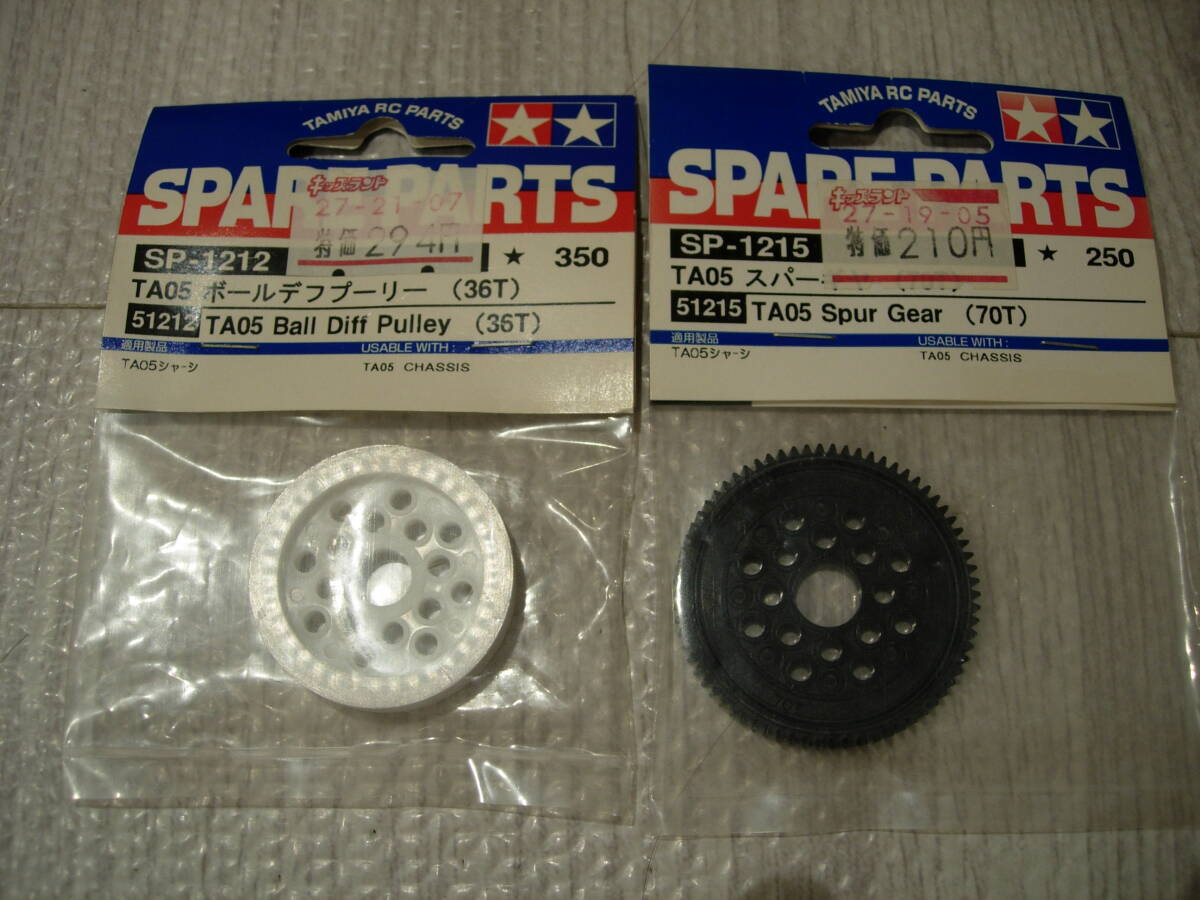 TAMIYA RC PARTS
SPARE PARTS
キッズランド
27-21-07
特価 294円
SP-1212
★ 350
TA05 ボールデフプーリー (36T)
51212 TA05 Ball Diff Pulley (36T)
適用製品 USABLE WITH :
TA05シャーシ TA05 CHASSIS
TAMIYA RC PARTS
SPARE PARTS
キッズランド
27-19-05
特価 210円
SP-1215
★ 250
TA05 スパー (70T)
51215 TA05 Spur Gear (70T)
適用製品 USABLE WITH :
TA05シャーシ TA05 CHASSIS